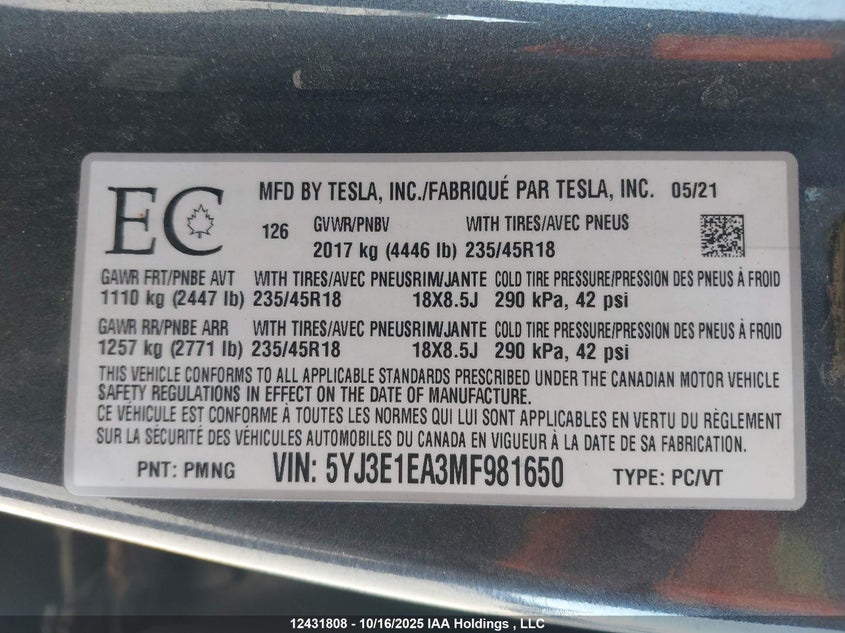 EC
MFD BY TESLA, INC./FABRIQUÉ PAR TESLA, INC. 05/21
126 GVWR/PNBV WITH TIRES/AVEC PNEUS
2017 kg (4446 lb) 235/45R18
GAWR FRT/PNBE AVT WITH TIRES/AVEC PNEUS RIM/JANTE COLD TIRE PRESSURE/PRESSION DES PNEUS À FROID
1110 kg (2447 lb) 235/45R18 18X8.5J 290 kPa, 42 psi
GAWR RR/PNBE ARR WITH TIRES/AVEC PNEUS RIM/JANTE COLD TIRE PRESSURE/PRESSION DES PNEUS À FROID
1257 kg (2771 lb) 235/45R18 18X8.5J 290 kPa, 42 psi
THIS VEHICLE CONFORMS TO ALL APPLICABLE STANDARDS PRESCRIBED UNDER THE CANADIAN MOTOR VEHICLE
SAFETY REGULATIONS IN EFFECT ON THE DATE OF MANUFACTURE.
CE VÉHICULE EST CONFORME À TOUTES LES NORMES QUI LUI SONT APPLICABLES EN VERTU DU RÈGLEMENT
SUR LA SÉCURITÉ DES VÉHICULES AUTOMOBILES DU CANADA EN VIGUEUR À LA DATE DE SA FABRICATION.
PNT: PMNG VIN: 5YJ3E1EA3MF981650 TYPE: PC/VT
12431808 - 10/16/2025 IAA Holdings , LLC